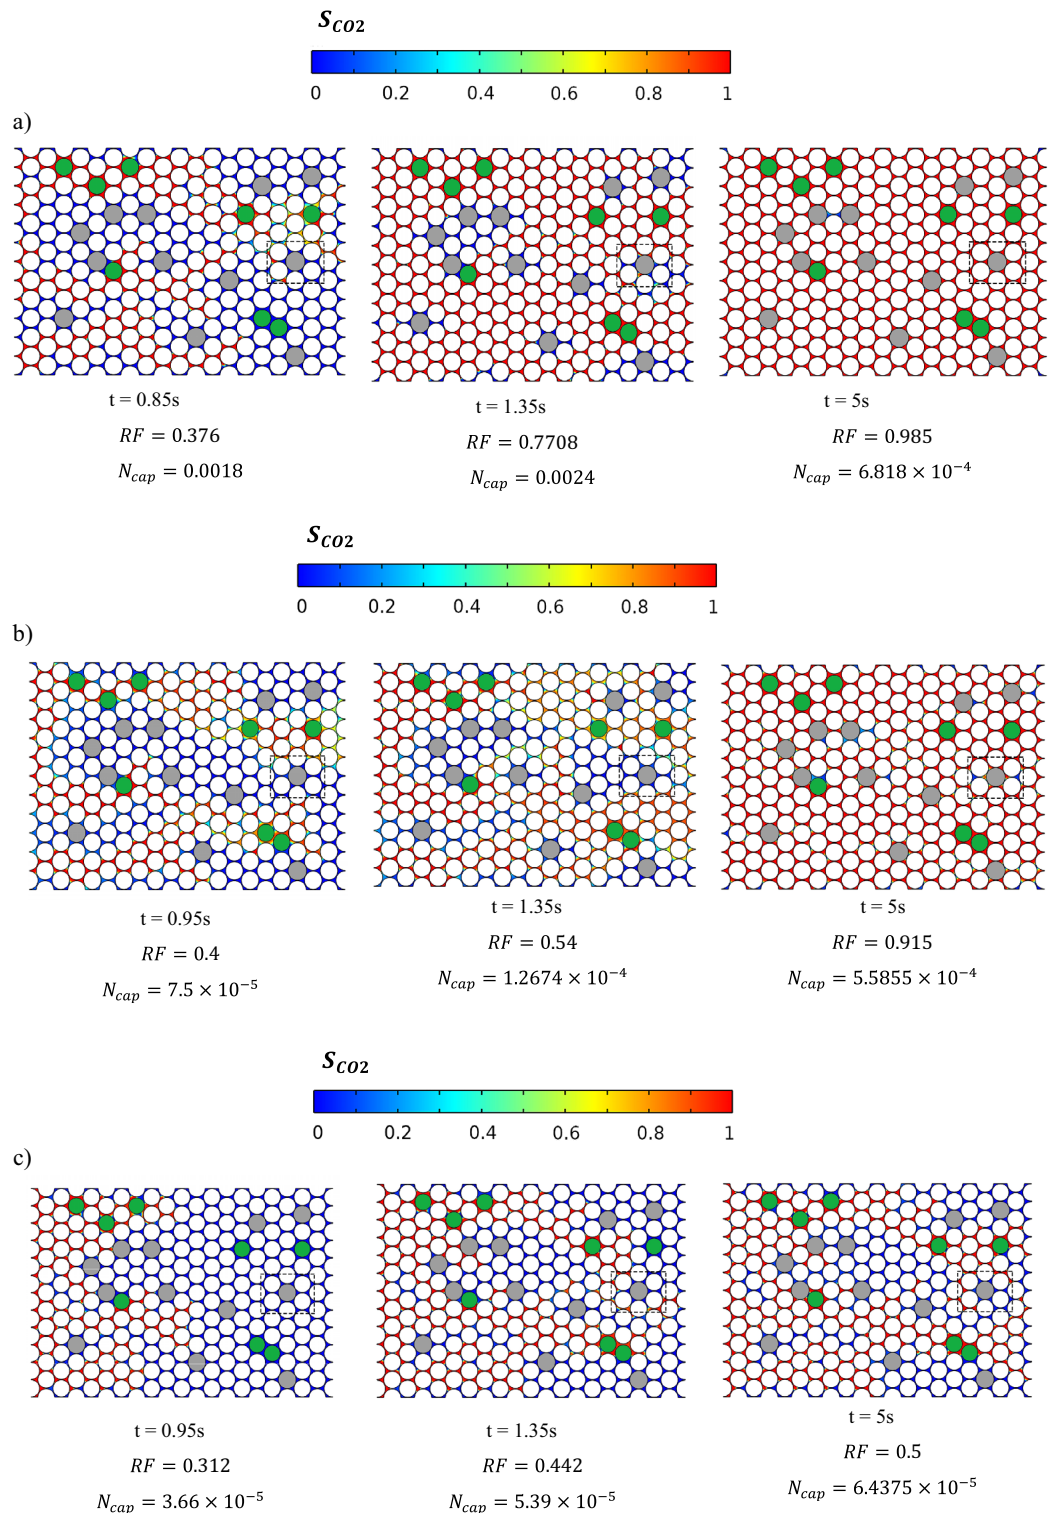 S_CO2
0 0.2 0.4 0.6 0.8 1
a)
t = 0.85s
RF = 0.376
N_cap = 0.0018
t = 1.35s
RF = 0.7708
N_cap = 0.0024
t = 5s
RF = 0.985
N_cap = 6.818 × 10⁻⁴
S_CO2
0 0.2 0.4 0.6 0.8 1
b)
t = 0.95s
RF = 0.4
N_cap = 7.5 × 10⁻⁵
t = 1.35s
RF = 0.54
N_cap = 1.2674 × 10⁻⁴
t = 5s
RF = 0.915
N_cap = 5.5855 × 10⁻⁴
S_CO2
0 0.2 0.4 0.6 0.8 1
c)
t = 0.95s
RF = 0.312
N_cap = 3.66 × 10⁻⁵
t = 1.35s
RF = 0.442
N_cap = 5.39 × 10⁻⁵
t = 5s
RF = 0.5
N_cap = 6.4375 × 10⁻⁵